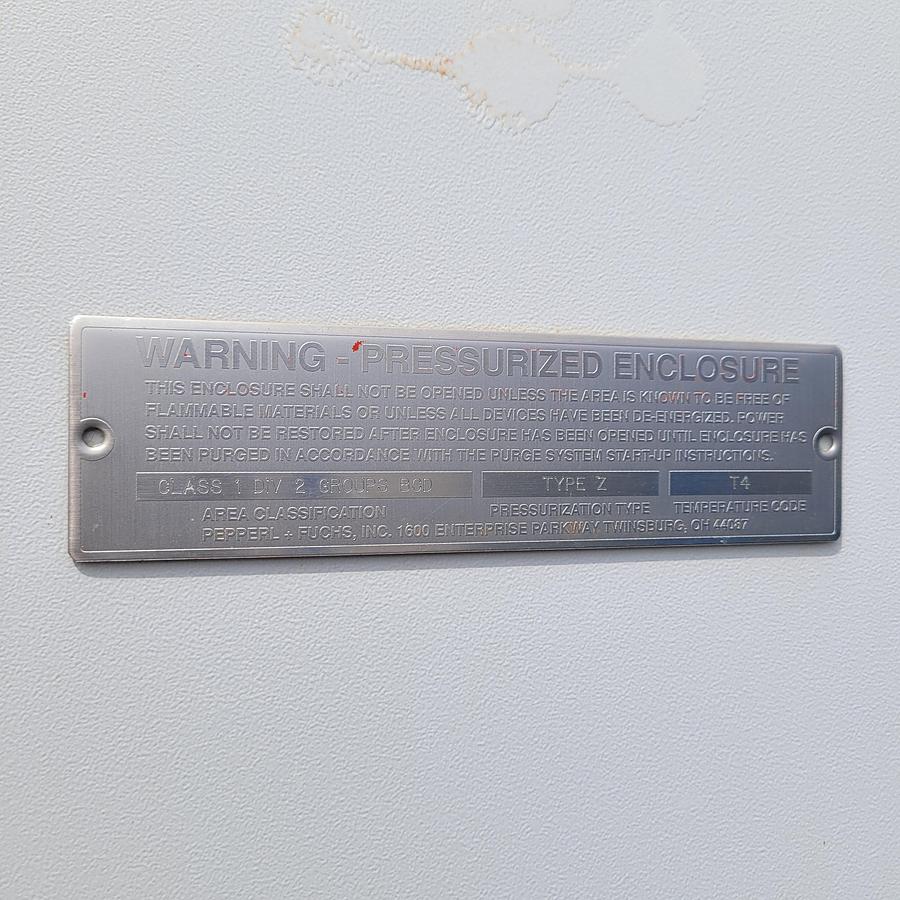 WARNING - PRESSURIZED ENCLOSURE
THIS ENCLOSURE SHALL NOT BE OPENED UNLESS THE AREA IS KNOWN TO BE FREE OF
FLAMMABLE MATERIALS OR UNLESS ALL DEVICES HAVE BEEN DE-ENERGIZED. POWER
SHALL NOT BE RESTORED AFTER ENCLOSURE HAS BEEN OPENED UNTIL ENCLOSURE HAS
BEEN PURGED IN ACCORDANCE WITH THE PURGE SYSTEM START-UP INSTRUCTIONS.
CLASS 1 DIV 2 GROUPS BCD TYPE Z T4
AREA CLASSIFICATION PRESSURIZATION TYPE TEMPERATURE CODE
PEPPERL + FUCHS, INC. 1600 ENTERPRISE PARKWAY TWINSBURG, OH 44087